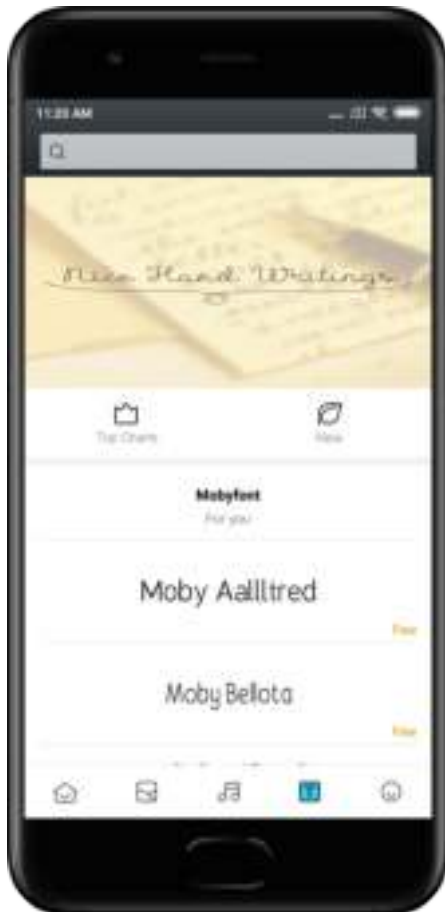 11:20 AM
Nice Hand Writings
Top Charts
New
Mobyfont
For you
Moby Aallltred
Free
Moby Bellota
Free